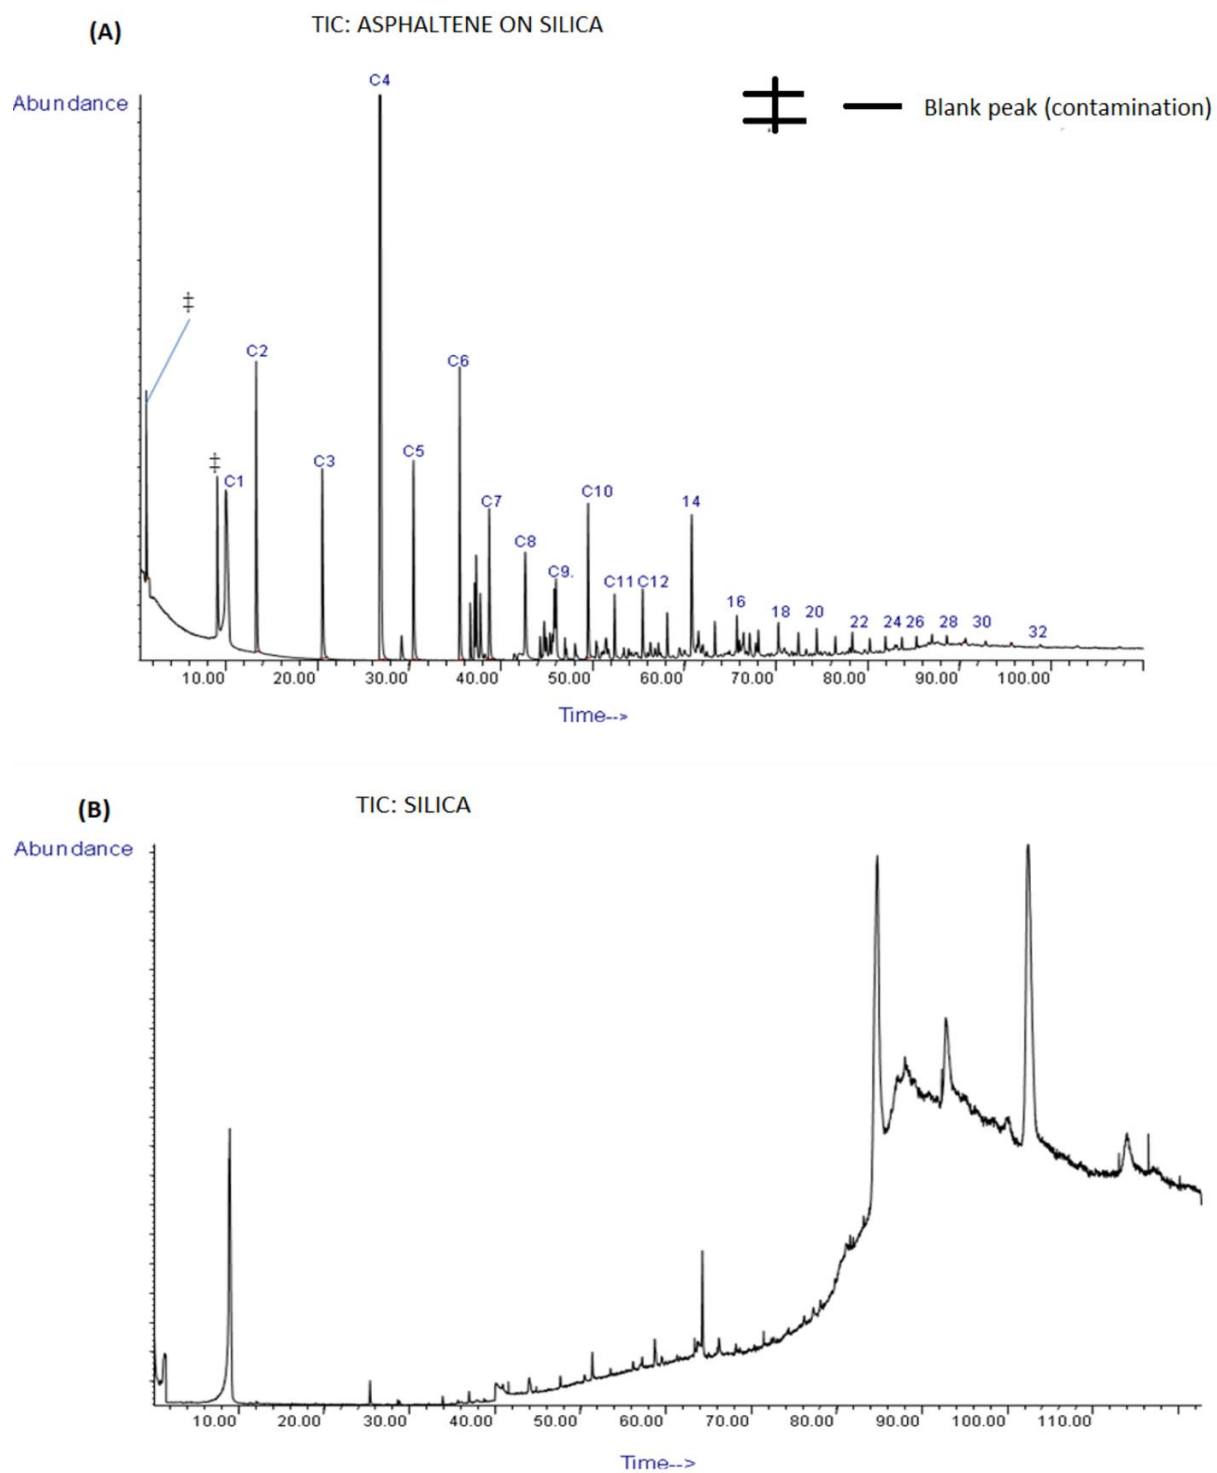 (A)
TIC: ASPHALTENE ON SILICA
Abundance
‡ Blank peak (contamination)
C4
‡
C2
‡
C1
C3
C5
C6
C7
C8
C9.
C10
C11 C12
14
16
18 20
22 24 26 28 30 32
10.00 20.00 30.00 40.00 50.00 60.00 70.00 80.00 90.00 100.00
Time-->
(B)
TIC: SILICA
Abundance
10.00 20.00 30.00 40.00 50.00 60.00 70.00 80.00 90.00 100.00 110.00
Time-->